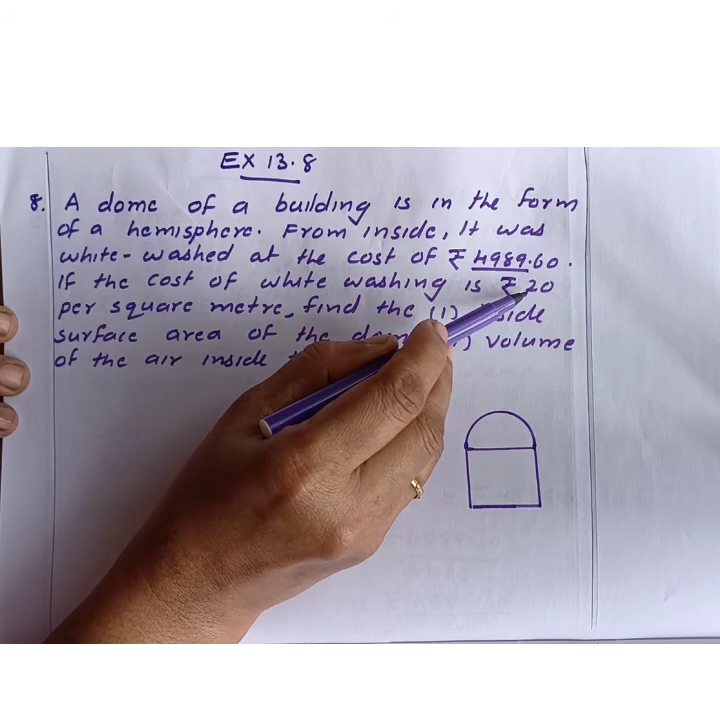 EX 13.8
8. A dome of a building is in the form
of a hemisphere. From inside, It was
white-washed at the cost of ₹ 4989.60.
If the cost of white washing is ₹ 20
per square metre, find the (i)
surface area of the volume
of the air inside